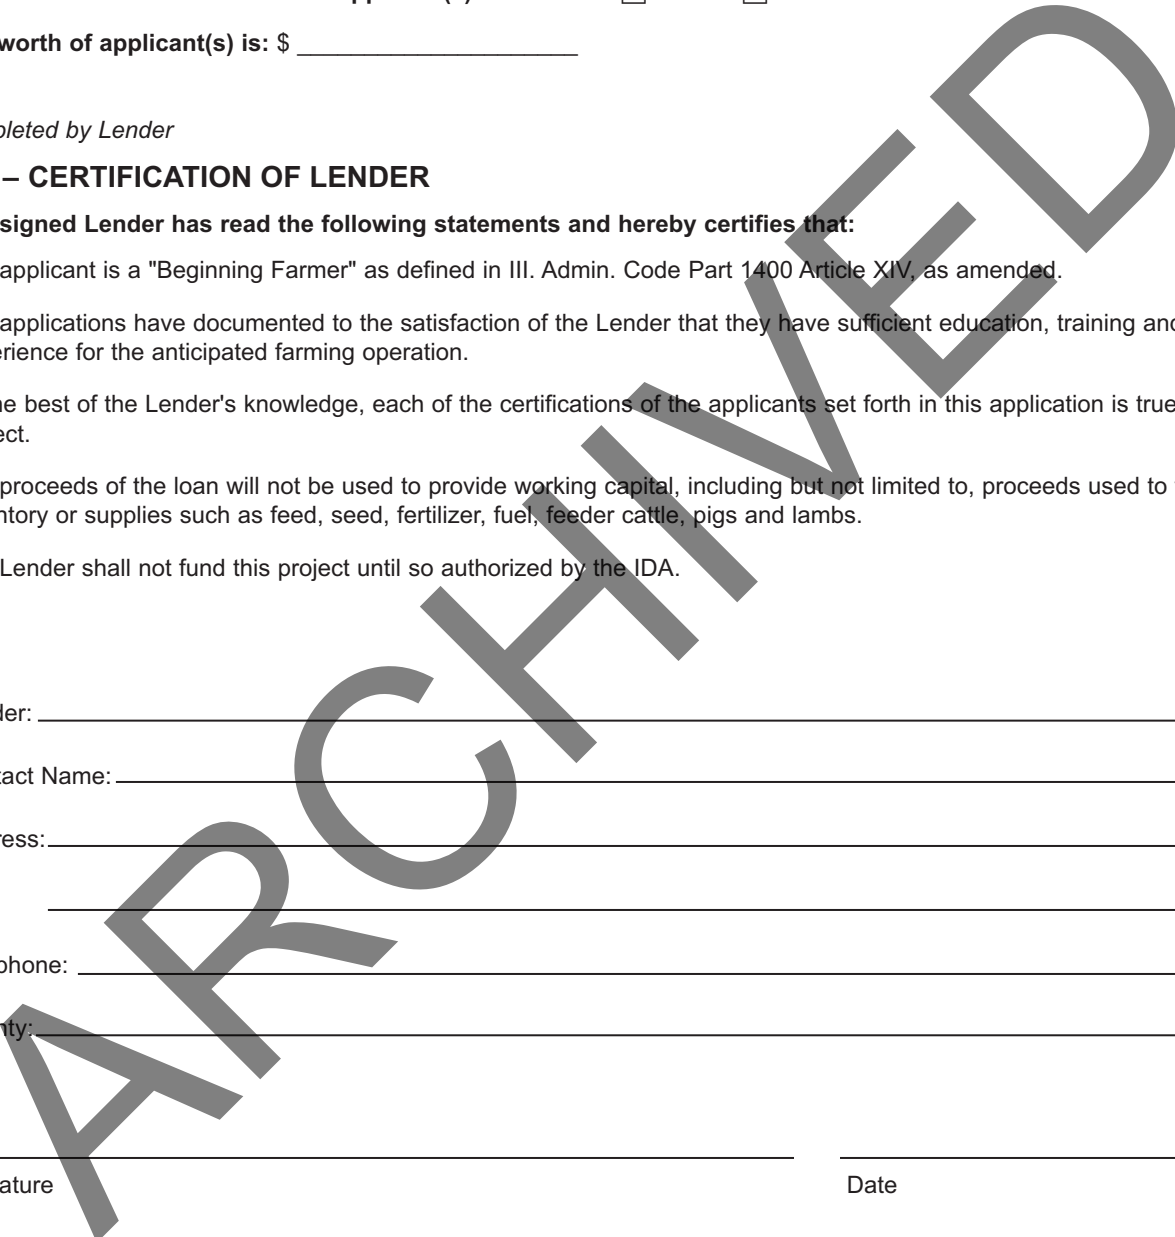 worth of applicant(s) is: $ _____________________
pleted by Lender
– CERTIFICATION OF LENDER
signed Lender has read the following statements and hereby certifies that:
applicant is a "Beginning Farmer" as defined in III. Admin. Code Part 1400 Article XIV, as amended.
applications have documented to the satisfaction of the Lender that they have sufficient education, training and
erience for the anticipated farming operation.
he best of the Lender's knowledge, each of the certifications of the applicants set forth in this application is true
ect.
proceeds of the loan will not be used to provide working capital, including but not limited to, proceeds used to
ntory or supplies such as feed, seed, fertilizer, fuel, feeder cattle, pigs and lambs.
Lender shall not fund this project until so authorized by the IDA.
der:
tact Name:
ress:
phone:
nty:
ature
Date
ARCHIVED